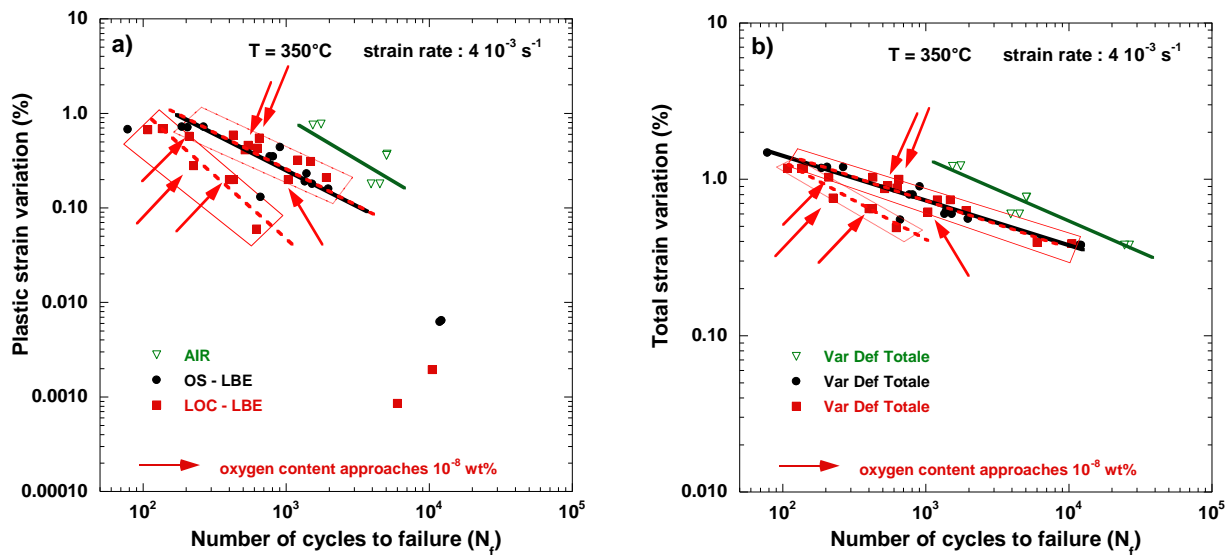 a)
T = 350°C strain rate : 4 10⁻³ s⁻¹
Plastic strain variation (%)
1.0
0.10
0.010
0.0010
0.00010
AIR
OS - LBE
LOC - LBE
oxygen content approaches 10⁻⁸ wt%
10² 10³ 10⁴ 10⁵
Number of cycles to failure (N_f)
b)
T = 350°C strain rate : 4 10⁻³ s⁻¹
Total strain variation (%)
10
1.0
0.10
0.010
Var Def Totale
Var Def Totale
Var Def Totale
oxygen content approaches 10⁻⁸ wt%
10² 10³ 10⁴ 10⁵
Number of cycles to failure (N_f)